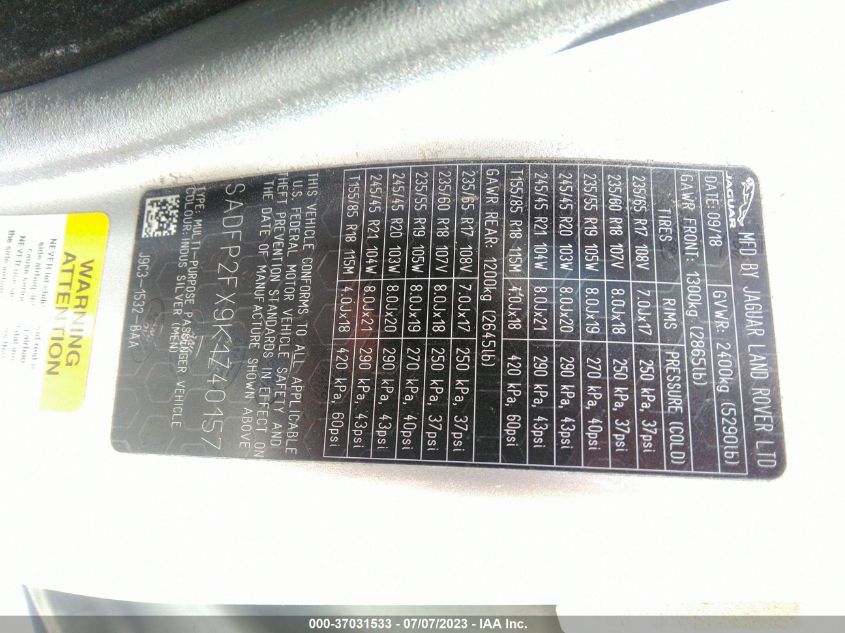 JAGUAR
MFD BY JAGUAR LAND ROVER LTD
DATE: 09/18 GVWR: 2400kg (5290lb)
GAWR FRONT: 1300kg (2865lb)
TIRES RIMS PRESSURE (COLD)
235/65 R17 108V 7.0Jx17 250 kPa, 37psi
235/60 R18 107V 8.0Jx18 250 kPa, 37psi
235/55 R19 105W 8.0Jx19 270 kPa, 40psi
245/45 R20 103W 8.0Jx20 290 kPa, 43psi
245/45 R21 104W 8.0Jx21 290 kPa, 43psi
T155/85 R18 115M 4.0Jx18 420 kPa, 60psi
GAWR REAR: 1200kg (2645lb)
235/65 R17 108V 7.0Jx17 250 kPa, 37psi
235/60 R18 107V 8.0Jx18 250 kPa, 37psi
235/55 R19 105W 8.0Jx19 270 kPa, 40psi
245/45 R20 103W 8.0Jx20 290 kPa, 43psi
245/45 R21 104W 8.0Jx21 290 kPa, 43psi
T155/85 R18 115M 4.0Jx18 420 kPa, 60psi
THIS VEHICLE CONFORMS TO ALL APPLICABLE
U.S. FEDERAL MOTOR VEHICLE SAFETY AND
THEFT PREVENTION STANDARDS IN EFFECT ON
THE DATE OF MANUFACTURE SHOWN ABOVE
SADFP2FX9K1Z40157
TYPE: MULTI-PURPOSE PASSENGER VEHICLE
COLOUR: INDUS SILVER (MET)
J9C3-1532-BAA
WARNING
ATTENTION
NEVER
side airbag
NEVER
the side
000-37031533 - 07/07/2023 - IAA Inc.